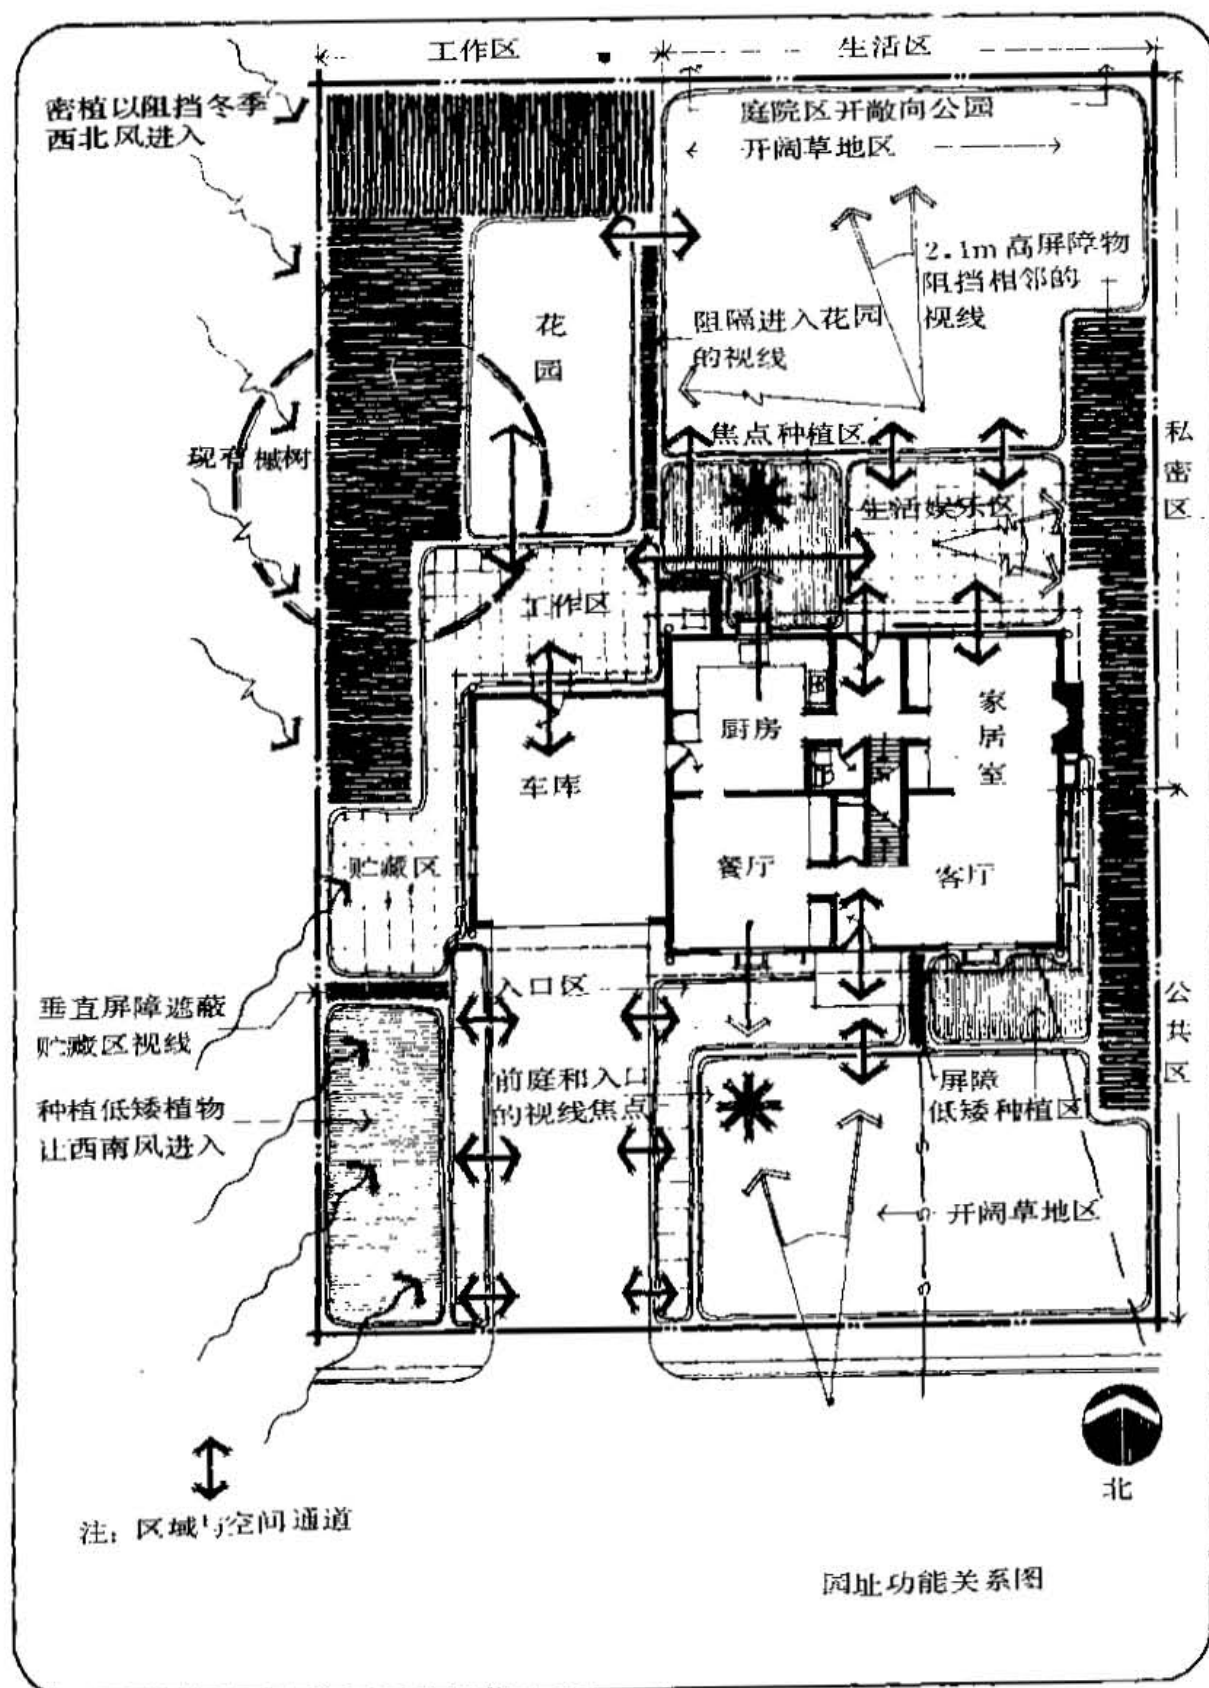 工作区
生活区
密植以阻挡冬季
西北风进入
庭院区开敞向公园
开阔草地区
2.1m高屏障物
阻挡相邻的
视线
花
园
阻隔进入花园
的视线
现有槭树
焦点种植区
生活娱乐区
私
密
区
工作区
厨房
家
居
室
车库
贮藏区
餐厅
客厅
入口区
垂直屏障遮蔽
贮藏区视线
公
共
区
种植低矮植物
让西南风进入
前庭和入口
的视线焦点
屏障
低矮种植区
开阔草地区
北
注：区域与空间通道
园址功能关系图